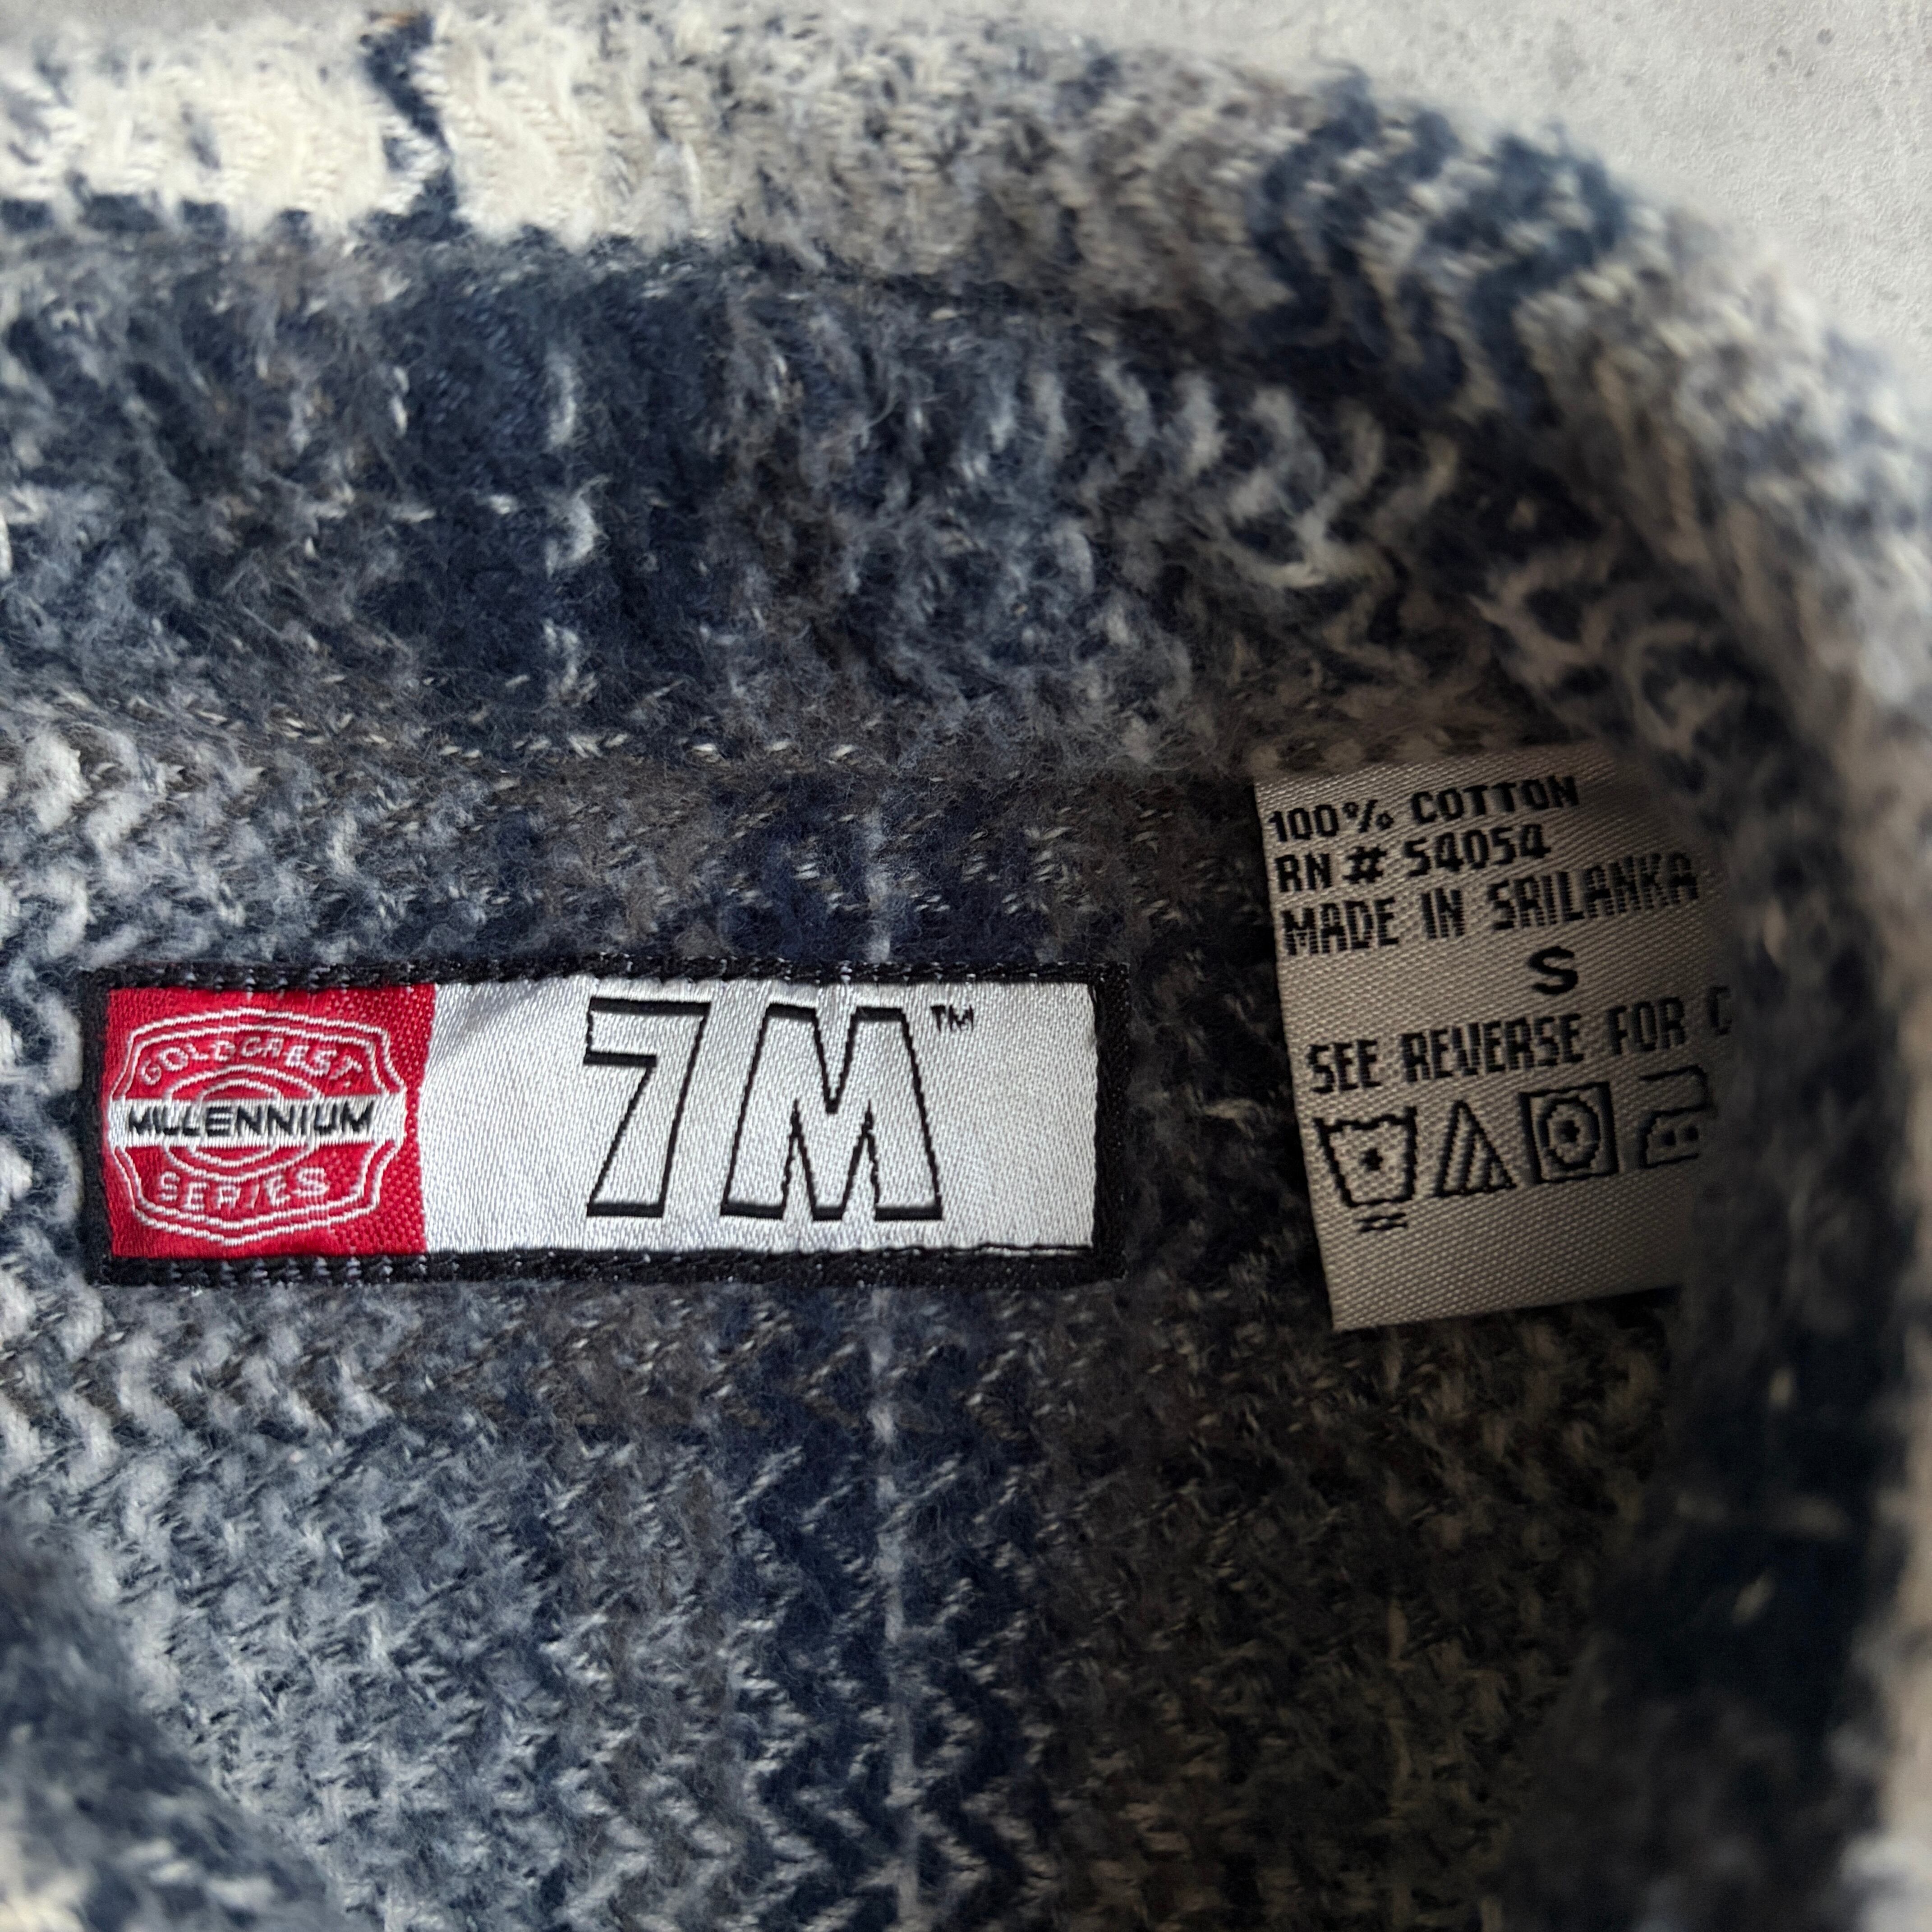 GOLDCREST
MILLENNIUM
SERIES
7M™
100% COTTON
RN # 54054
MADE IN SRILANKA
S
SEE REVERSE FOR C